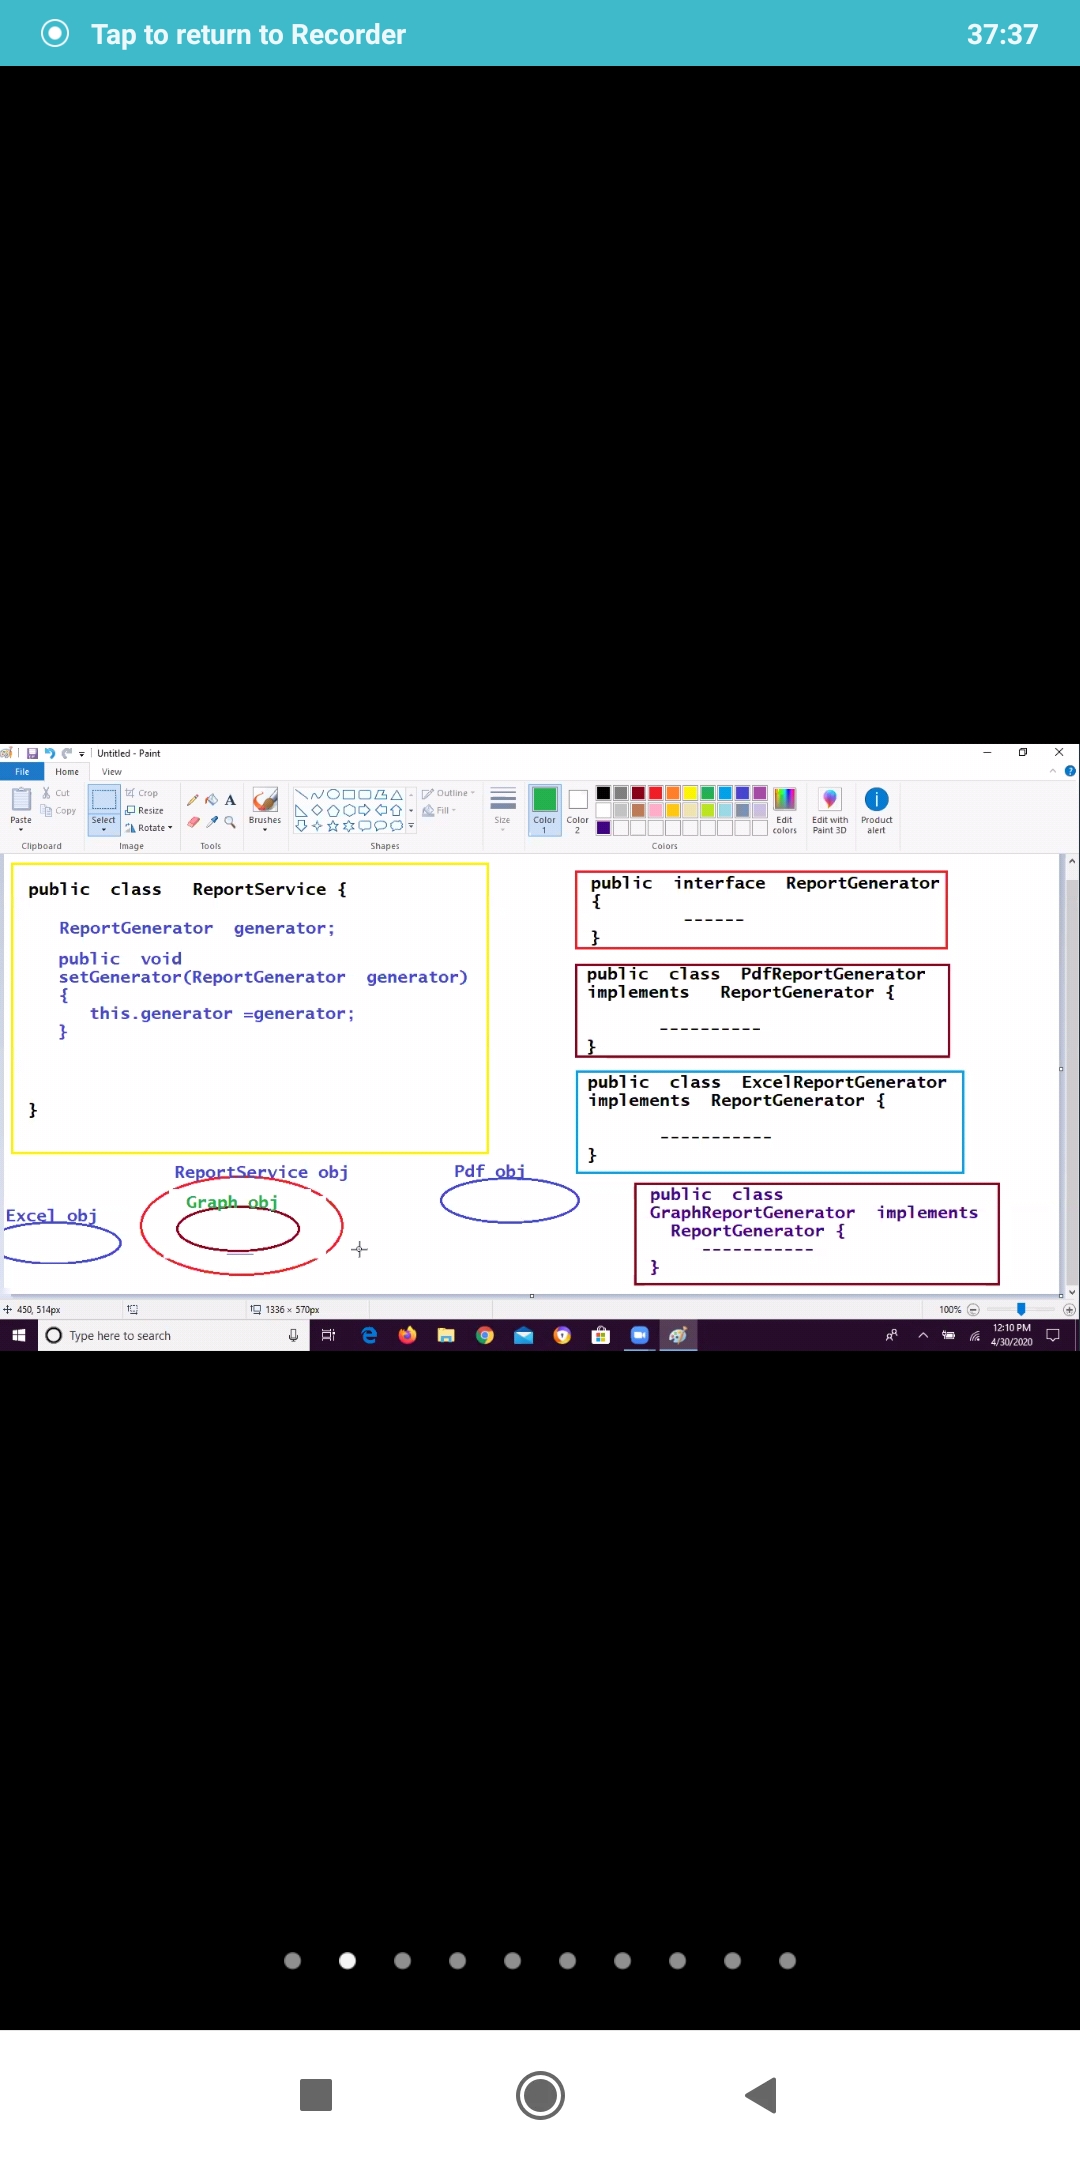 Tap to return to Recorder
37:37
Untitled - Paint
File Home View
Paste
Cut
Copy
Clipboard
Select
Crop
Resize
Rotate
Image
A
Tools
Brushes
Shapes
Outline
Fill
Size
Color 1
Color 2
Edit colors
Colors
Edit with Paint 3D
Product alert
public class ReportService {
ReportGenerator generator;
public void
setGenerator(ReportGenerator generator)
{
this.generator =generator;
}
}
public interface ReportGenerator
{
------
}
public class PdfReportGenerator
implements ReportGenerator {
----------
}
public class ExcelReportGenerator
implements ReportGenerator {
-----------
}
public class
GraphReportGenerator implements
ReportGenerator {
-----------
}
ReportService obj
Graph obj
Excel obj
Pdf obj
450, 514px
1336 × 570px
100%
Type here to search
12:10 PM
4/30/2020